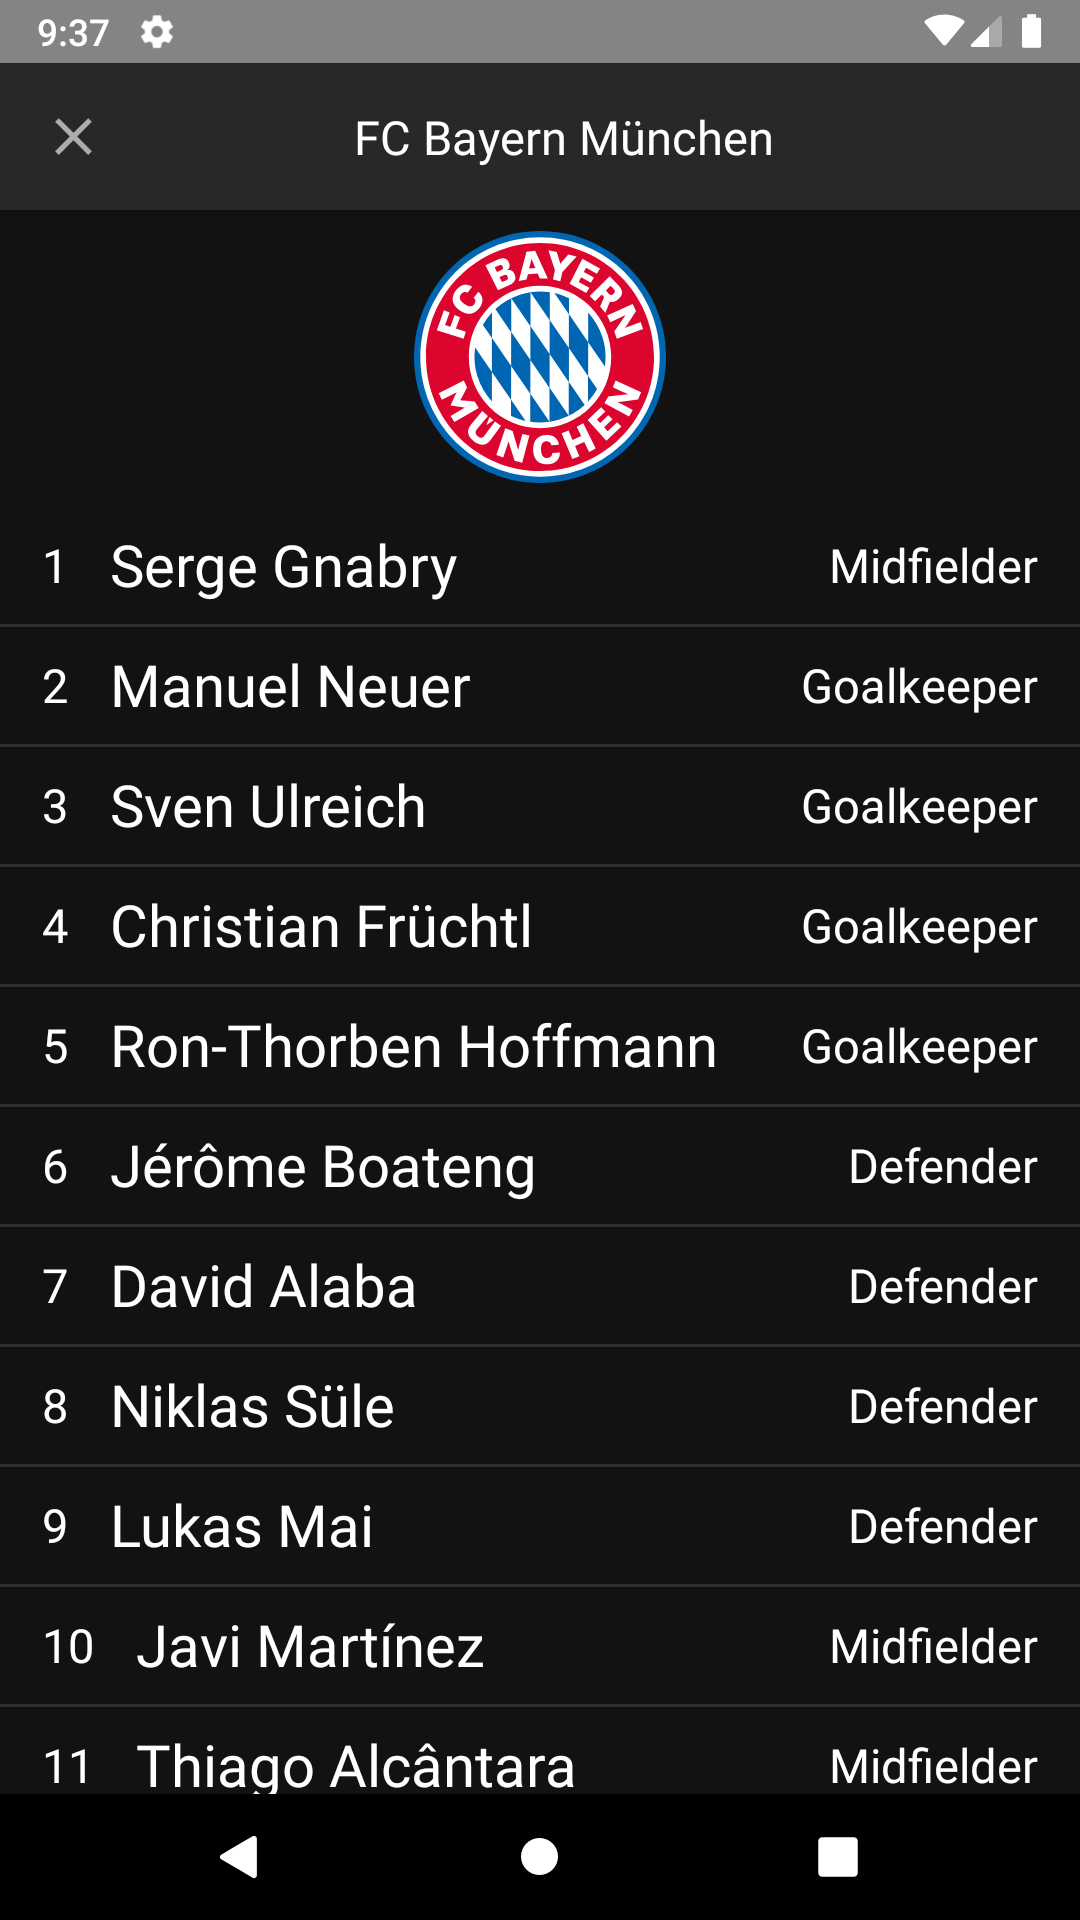 9:37
FC Bayern München
FC BAYERN
MÜNCHEN
1 Serge Gnabry Midfielder
2 Manuel Neuer Goalkeeper
3 Sven Ulreich Goalkeeper
4 Christian Früchtl Goalkeeper
5 Ron-Thorben Hoffmann Goalkeeper
6 Jérôme Boateng Defender
7 David Alaba Defender
8 Niklas Süle Defender
9 Lukas Mai Defender
10 Javi Martínez Midfielder
11 Thiago Alcântara Midfielder